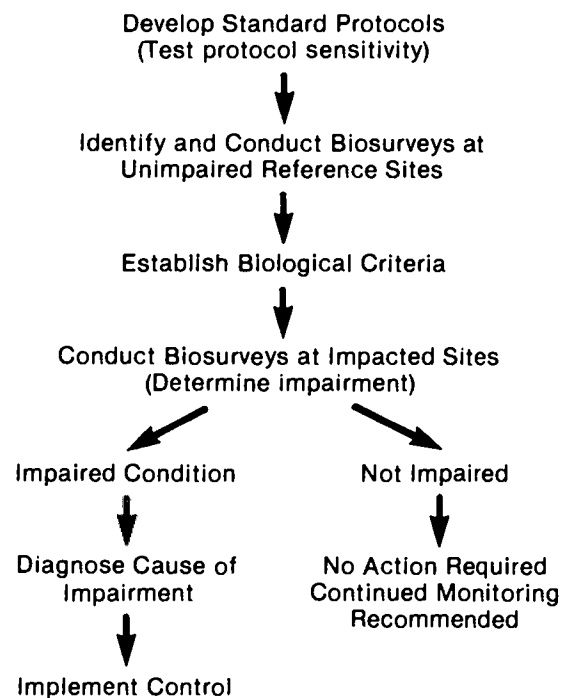 Develop Standard Protocols
(Test protocol sensitivity)
Identify and Conduct Biosurveys at
Unimpaired Reference Sites
Establish Biological Criteria
Conduct Biosurveys at Impacted Sites
(Determine impairment)
Impaired Condition
Not Impaired
Diagnose Cause of
Impairment
No Action Required
Continued Monitoring
Recommended
Implement Control